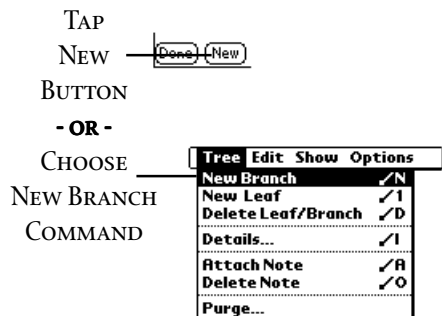 Tap
New
Button
- or -
Choose
New Branch
Command
Done New
Tree Edit Show Options
New Branch /N
New Leaf /1
Delete Leaf/Branch /D
Details... /I
Attach Note /A
Delete Note /O
Purge...